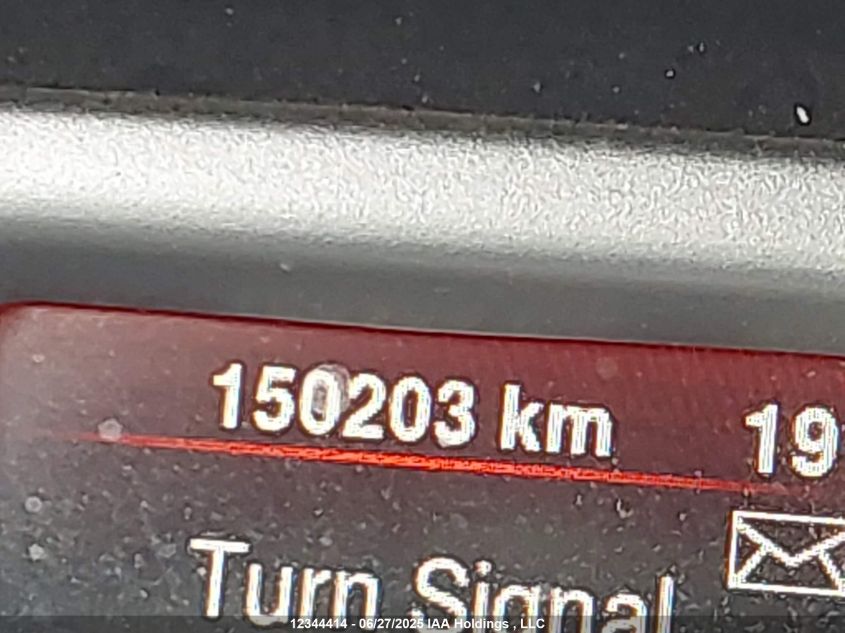 150203 km 19
Turn Signal
12344414 - 06/27/2025 IAA Holdings , LLC